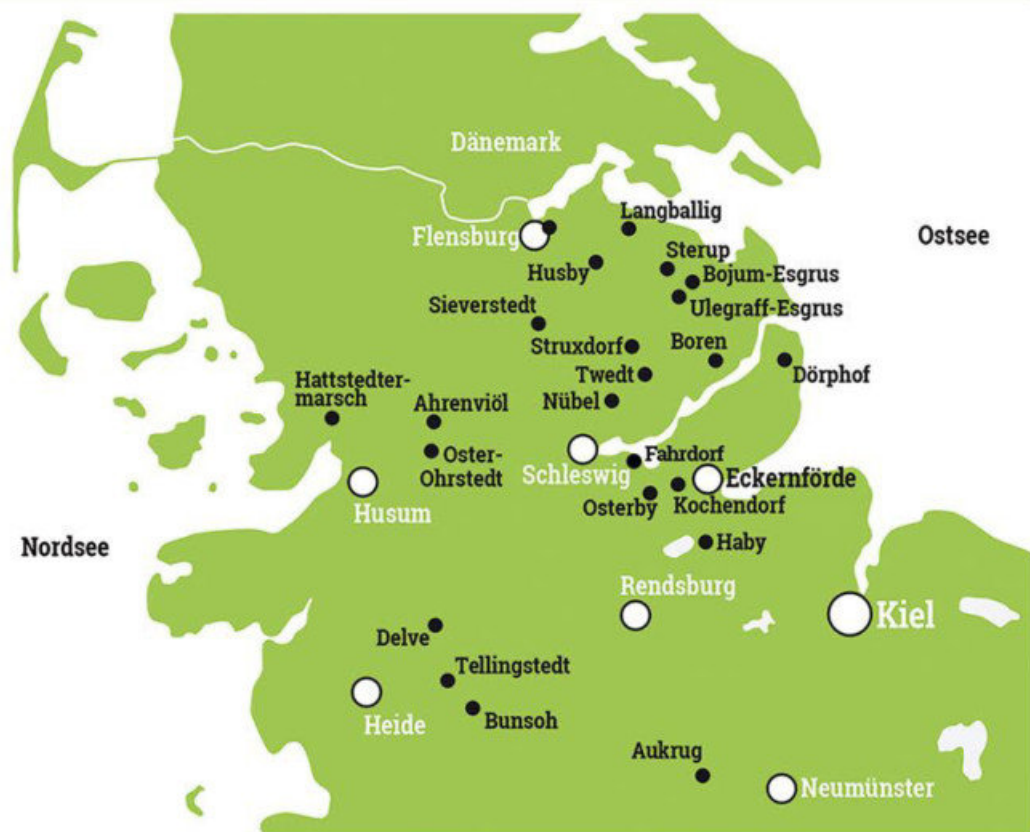 Dänemark
Langballig
Flensburg
Ostsee
Sterup
Husby
Bojum-Esgrus
Sieverstedt
Ulegraff-Esgrus
Struxdorf
Boren
Twedt
Dörphof
Hattstedter-
marsch
Ahrenviöl
Nübel
Oster-
Ohrstedt
Fahrdorf
Schleswig
Eckernförde
Husum
Osterby
Kochendorf
Nordsee
Haby
Rendsburg
Kiel
Delve
Tellingstedt
Heide
Bunsoh
Aukrug
Neumünster